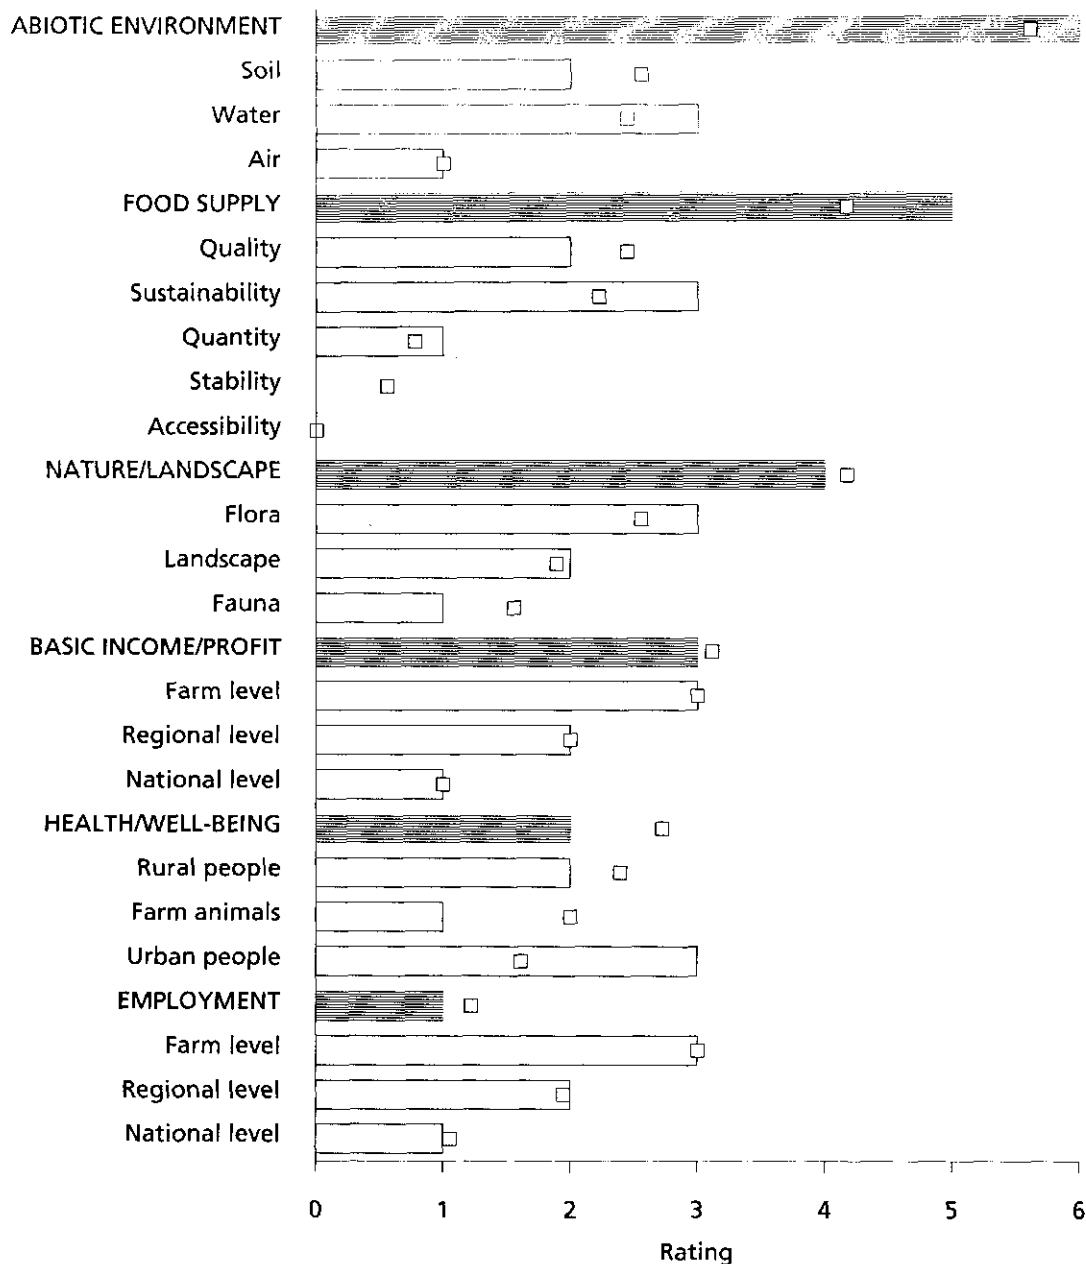 ABIOTIC ENVIRONMENT
Soil
Water
Air
FOOD SUPPLY
Quality
Sustainability
Quantity
Stability
Accessibility
NATURE/LANDSCAPE
Flora
Landscape
Fauna
BASIC INCOME/PROFIT
Farm level
Regional level
National level
HEALTH/WELL-BEING
Rural people
Farm animals
Urban people
EMPLOYMENT
Farm level
Regional level
National level
0 1 2 3 4 5 6
Rating